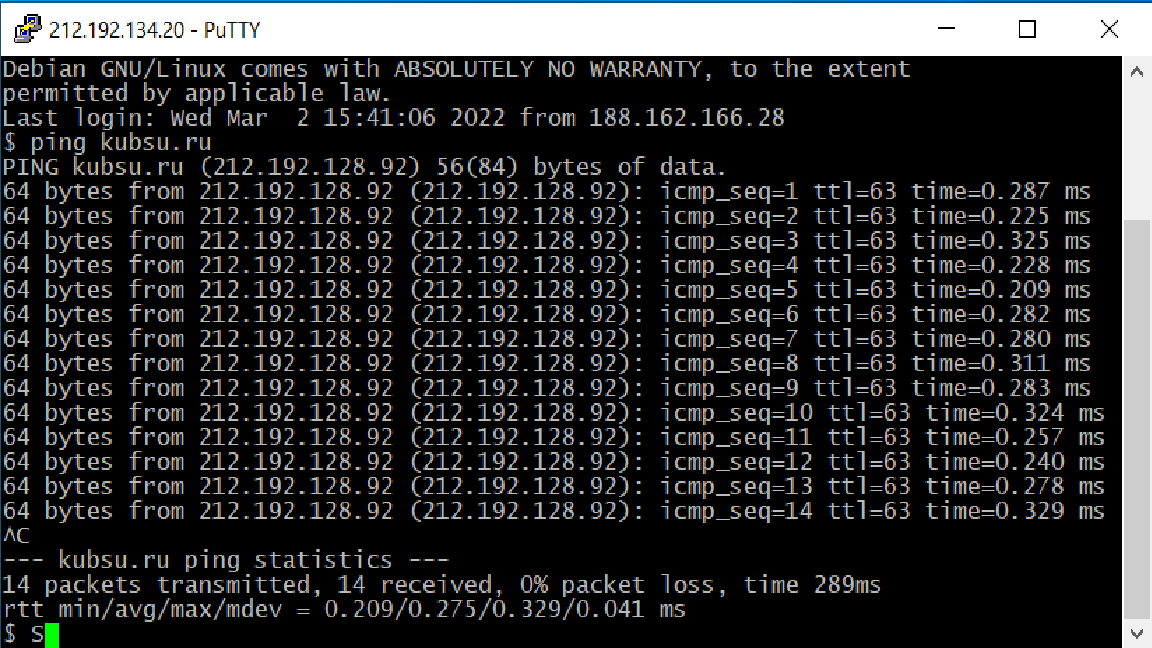 212.192.134.20 - PuTTY
Debian GNU/Linux comes with ABSOLUTELY NO WARRANTY, to the extent
permitted by applicable law.
Last login: Wed Mar  2 15:41:06 2022 from 188.162.166.28
$ ping kubsu.ru
PING kubsu.ru (212.192.128.92) 56(84) bytes of data.
64 bytes from 212.192.128.92 (212.192.128.92): icmp_seq=1 ttl=63 time=0.287 ms
64 bytes from 212.192.128.92 (212.192.128.92): icmp_seq=2 ttl=63 time=0.225 ms
64 bytes from 212.192.128.92 (212.192.128.92): icmp_seq=3 ttl=63 time=0.325 ms
64 bytes from 212.192.128.92 (212.192.128.92): icmp_seq=4 ttl=63 time=0.228 ms
64 bytes from 212.192.128.92 (212.192.128.92): icmp_seq=5 ttl=63 time=0.209 ms
64 bytes from 212.192.128.92 (212.192.128.92): icmp_seq=6 ttl=63 time=0.282 ms
64 bytes from 212.192.128.92 (212.192.128.92): icmp_seq=7 ttl=63 time=0.280 ms
64 bytes from 212.192.128.92 (212.192.128.92): icmp_seq=8 ttl=63 time=0.311 ms
64 bytes from 212.192.128.92 (212.192.128.92): icmp_seq=9 ttl=63 time=0.283 ms
64 bytes from 212.192.128.92 (212.192.128.92): icmp_seq=10 ttl=63 time=0.324 ms
64 bytes from 212.192.128.92 (212.192.128.92): icmp_seq=11 ttl=63 time=0.257 ms
64 bytes from 212.192.128.92 (212.192.128.92): icmp_seq=12 ttl=63 time=0.240 ms
64 bytes from 212.192.128.92 (212.192.128.92): icmp_seq=13 ttl=63 time=0.278 ms
64 bytes from 212.192.128.92 (212.192.128.92): icmp_seq=14 ttl=63 time=0.329 ms
^C
--- kubsu.ru ping statistics ---
14 packets transmitted, 14 received, 0% packet loss, time 289ms
rtt min/avg/max/mdev = 0.209/0.275/0.329/0.041 ms
$ S